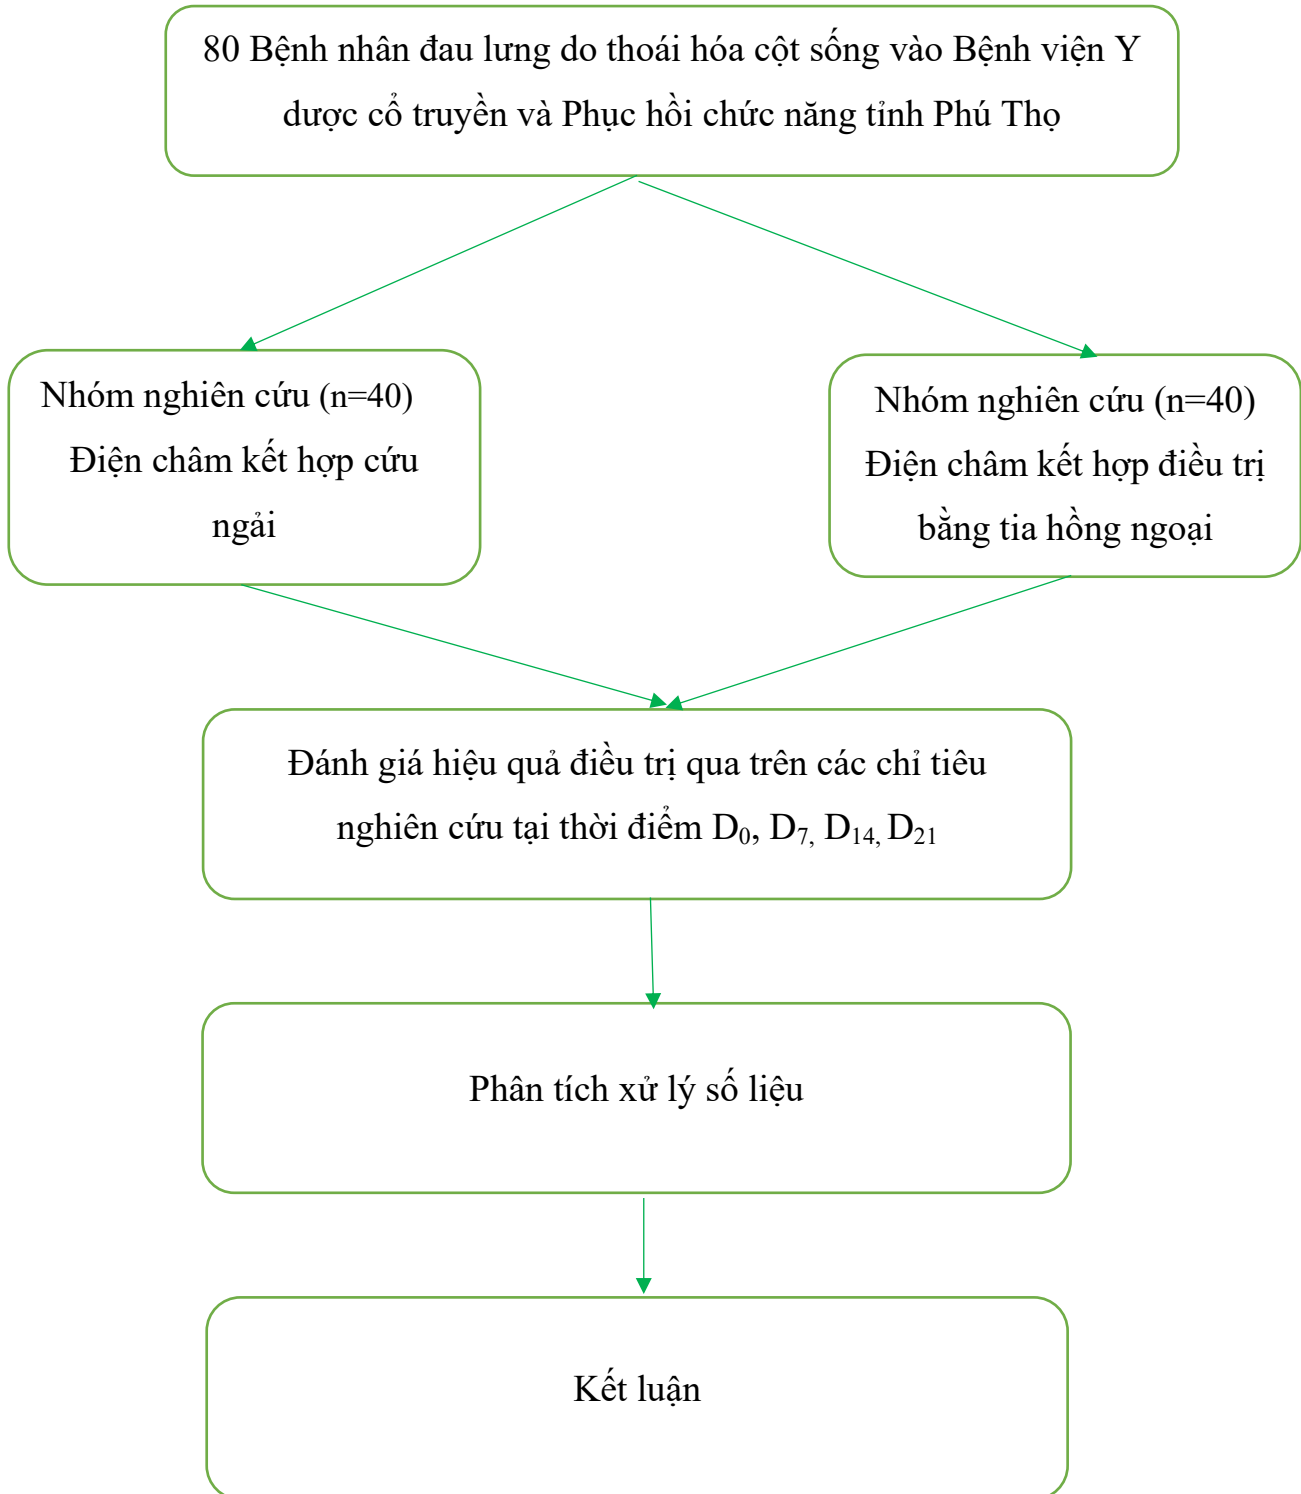 80 Bệnh nhân đau lưng do thoái hóa cột sống vào Bệnh viện Y
dược cổ truyền và Phục hồi chức năng tỉnh Phú Thọ
Nhóm nghiên cứu (n=40)
Điện châm kết hợp cứu
ngải
Nhóm nghiên cứu (n=40)
Điện châm kết hợp điều trị
bằng tia hồng ngoại
Đánh giá hiệu quả điều trị qua trên các chỉ tiêu
nghiên cứu tại thời điểm D₀, D₇, D₁₄, D₂₁
Phân tích xử lý số liệu
Kết luận